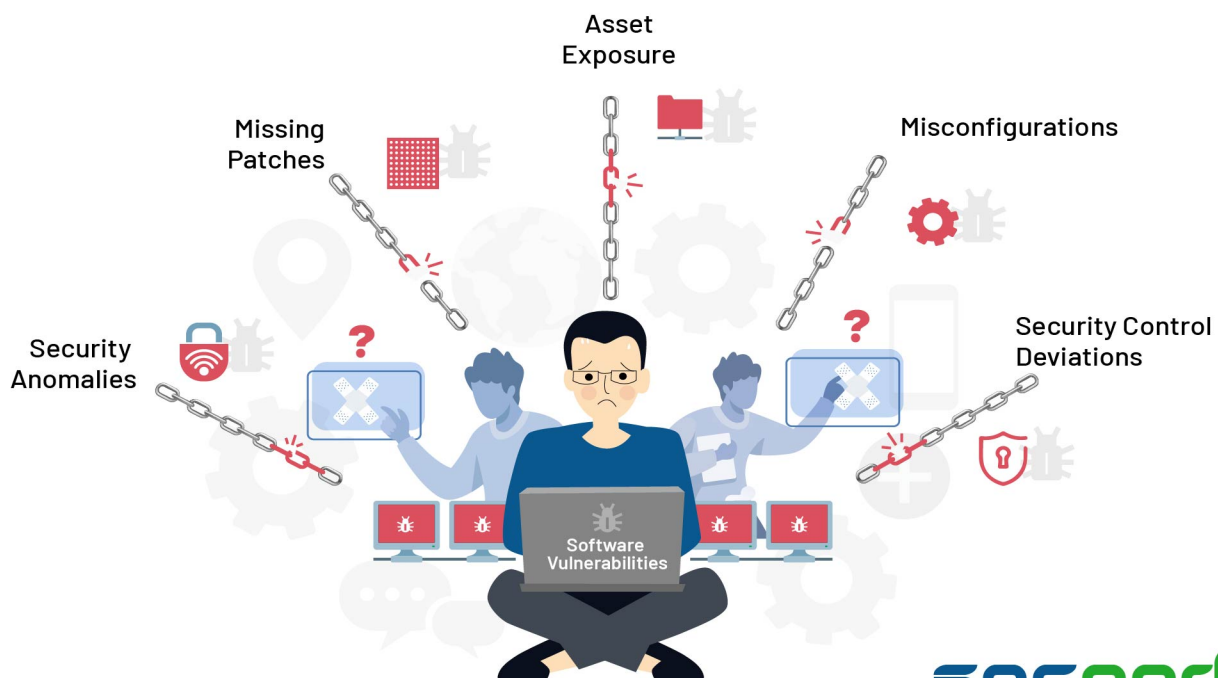 Asset
Exposure
Missing
Patches
Misconfigurations
Security
Anomalies
Security Control
Deviations
?
?
Software
Vulnerabilities